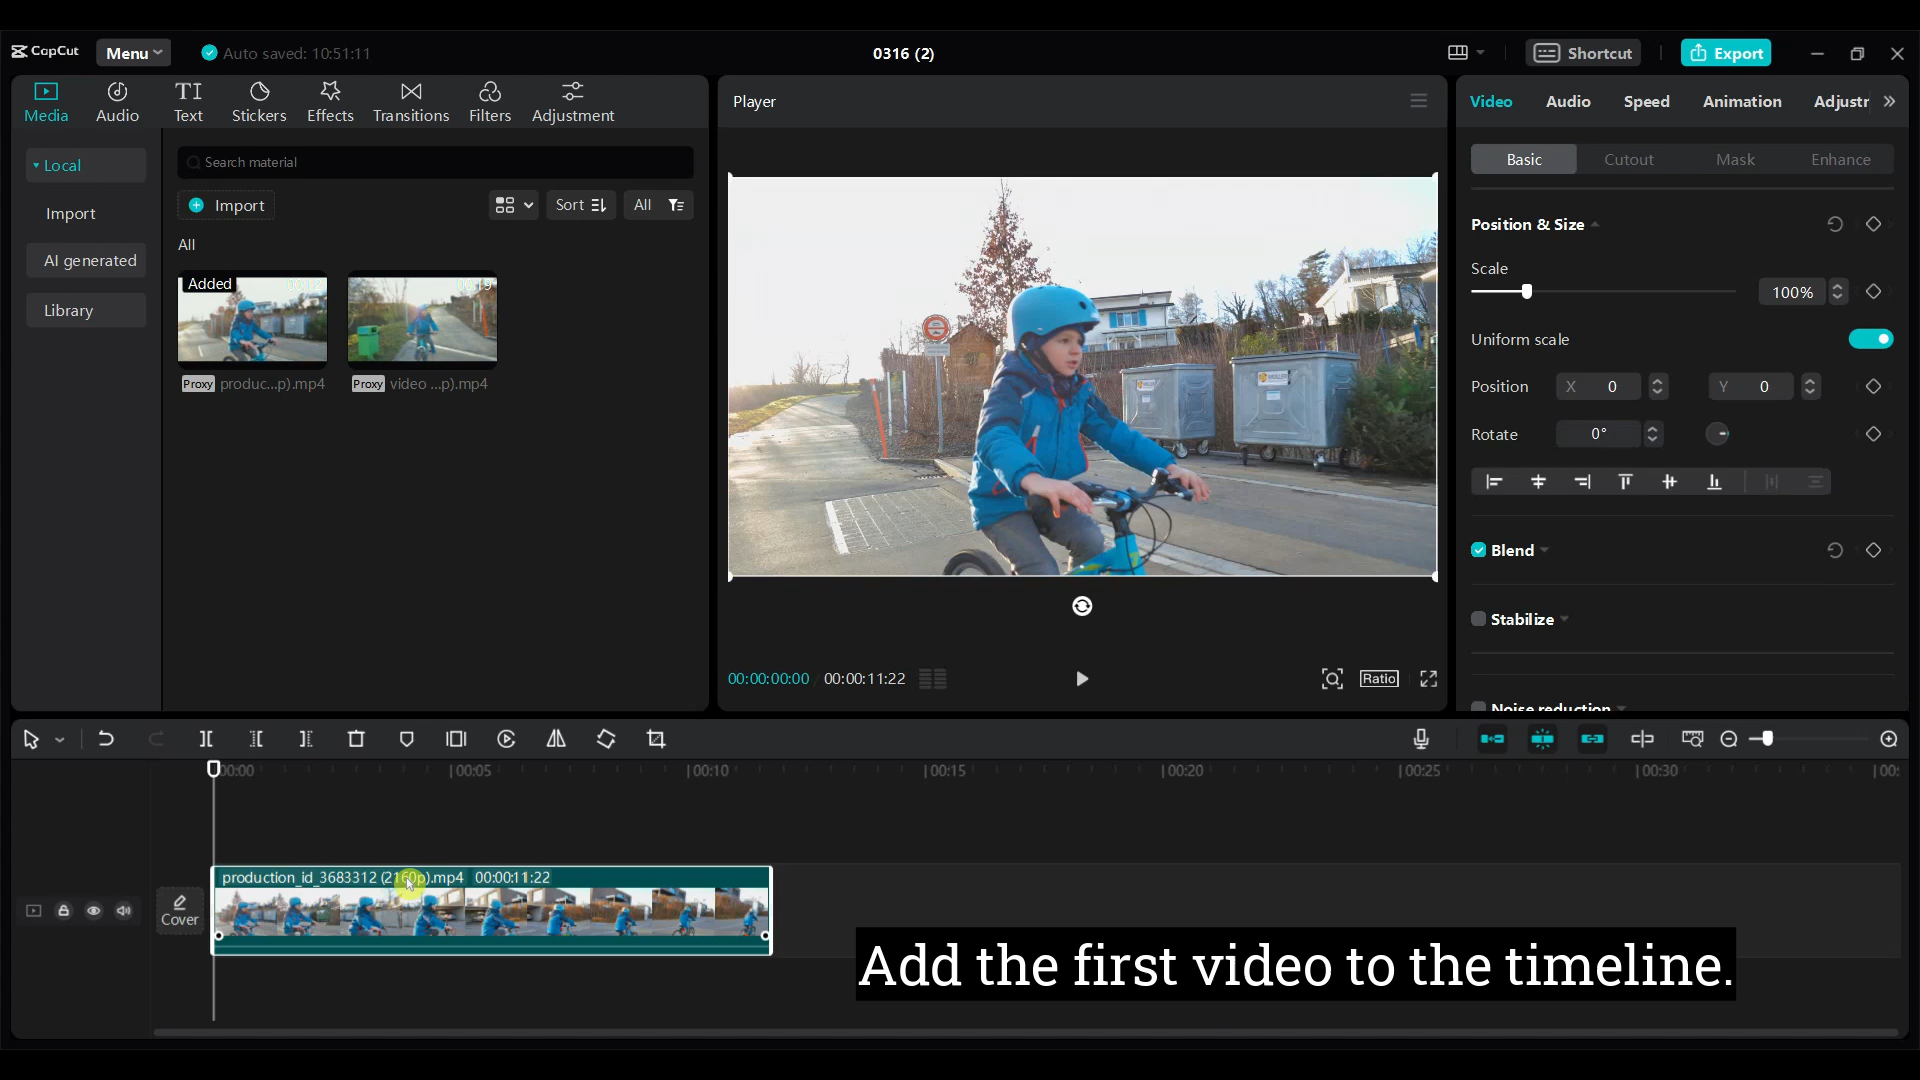 CapCut
Menu
Auto saved: 10:51:11
0316 (2)
Shortcut
Export
Media
Audio
Text
Stickers
Effects
Transitions
Filters
Adjustment
Local
Import
AI generated
Library
Search material
Import
Sort
All
All
Added
Proxy produc...p).mp4
Proxy video ...p).mp4
Player
00:00:00:00 00:00:11:22
Ratio
Video
Audio
Speed
Animation
Adjustr
Basic
Cutout
Mask
Enhance
Position & Size
Scale
100%
Uniform scale
Position X 0 Y 0
Rotate 0°
Blend
Stabilize
Noise reduction
00:00
00:05
00:10
00:15
00:20
00:25
00:30
00:
Cover
production_id_3683312 (2160p).mp4 00:00:11:22
Add the first video to the timeline.